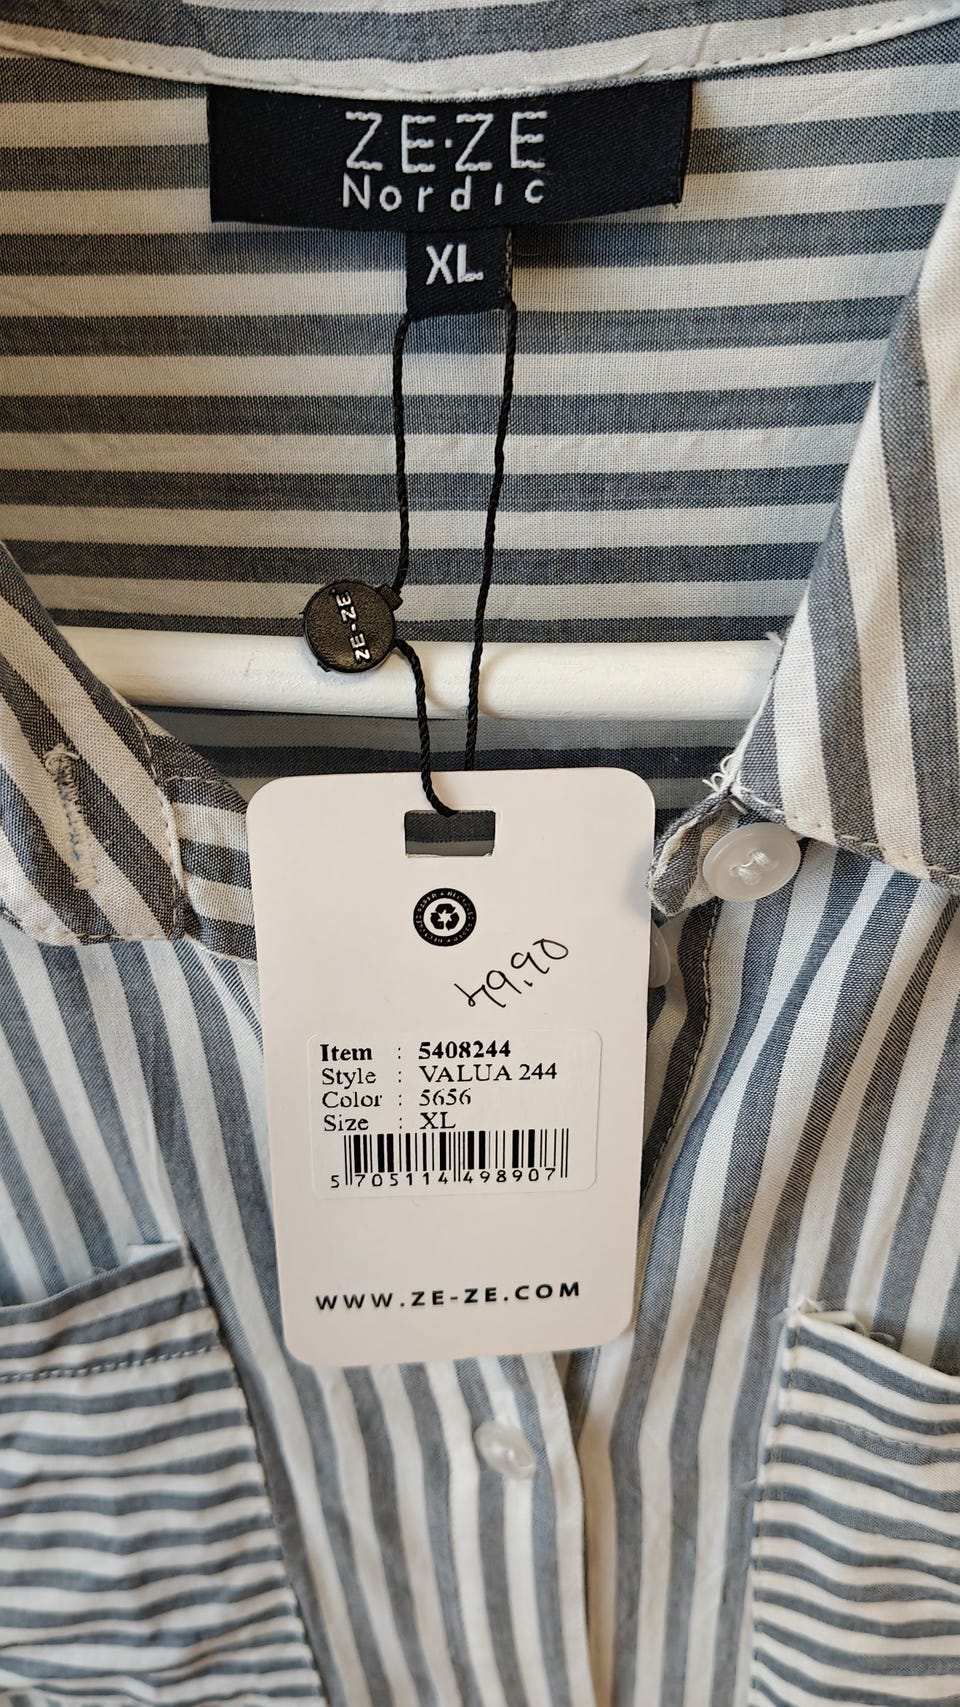 ZE·ZE
Nordic
XL
ZE-ZE
49,90
Item : 5408244
Style : VALUA 244
Color : 5656
Size : XL
5 705114 498907
WWW.ZE-ZE.COM